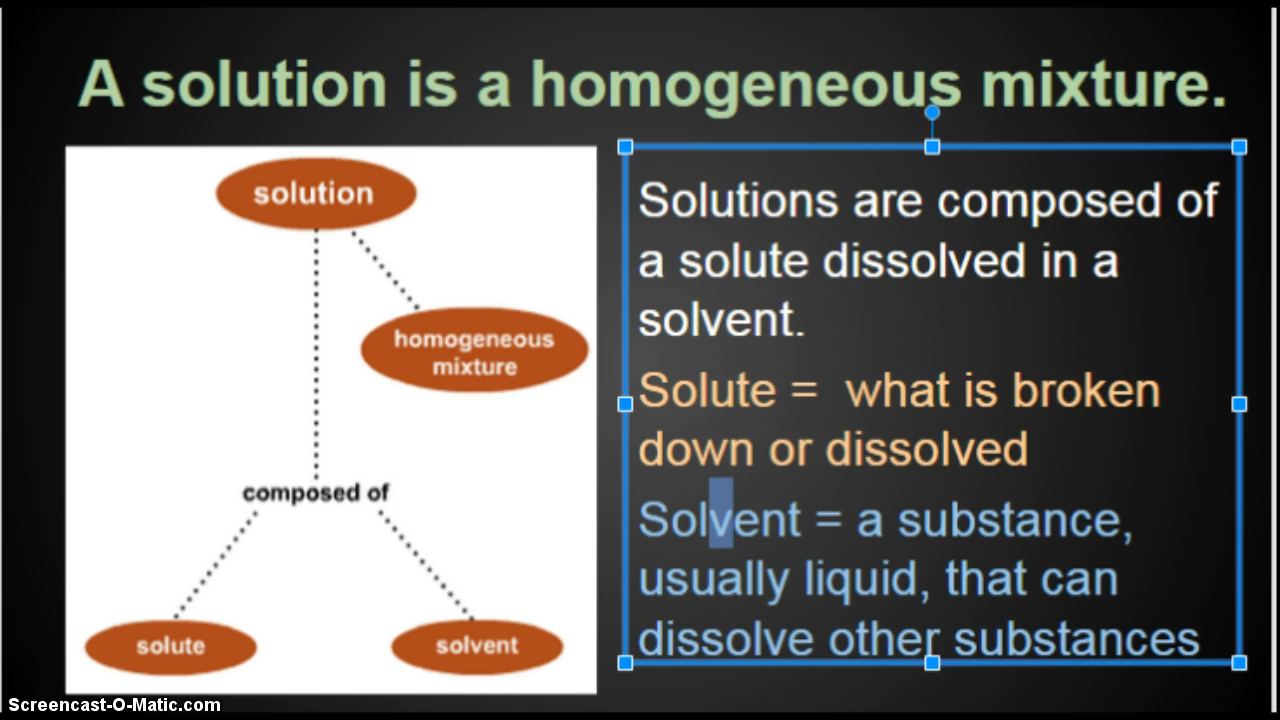 A solution is a homogeneous mixture.
solution
homogeneous
mixture
composed of
solute
solvent
Solutions are composed of
a solute dissolved in a
solvent.
Solute =  what is broken
down or dissolved
Solvent = a substance,
usually liquid, that can
dissolve other substances
Screencast-O-Matic.com